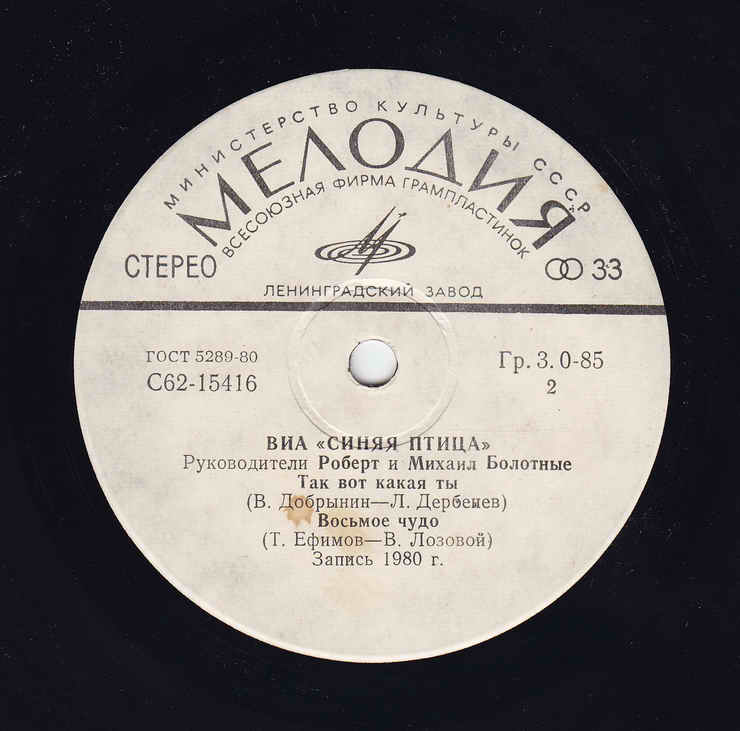 МИНИСТЕРСТВО КУЛЬТУРЫ СССР
МЕЛОДИЯ
ВСЕСОЮЗНАЯ ФИРМА ГРАМПЛАСТИНОК
СТЕРЕО
33
ЛЕНИНГРАДСКИЙ ЗАВОД
ГОСТ 5289-80
Гр. 3. 0-85
С62-15416
2
ВИА «СИНЯЯ ПТИЦА»
Руководители Роберт и Михаил Болотные
Так вот какая ты
(В. Добрынин—Л. Дербенев)
Восьмое чудо
(Т. Ефимов—В. Лозовой)
Запись 1980 г.